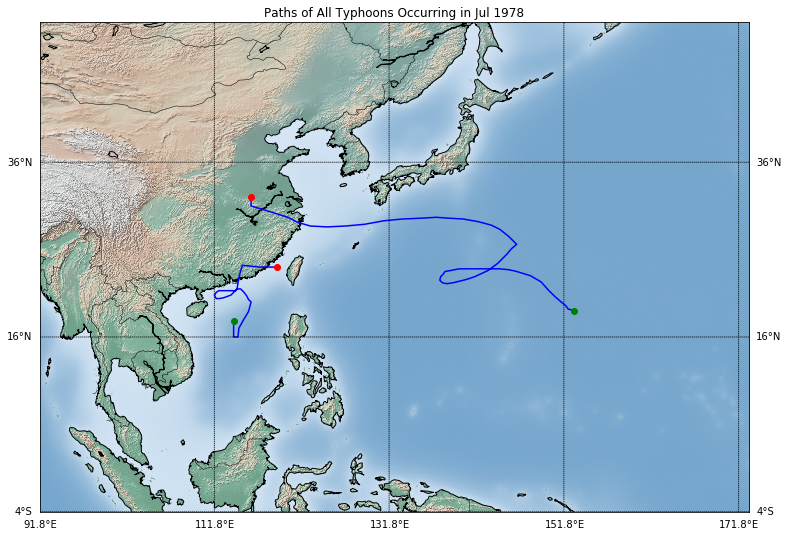 Paths of All Typhoons Occurring in Jul 1978
36°N 36°N
16°N 16°N
4°S 4°S
91.8°E 111.8°E 131.8°E 151.8°E 171.8°E